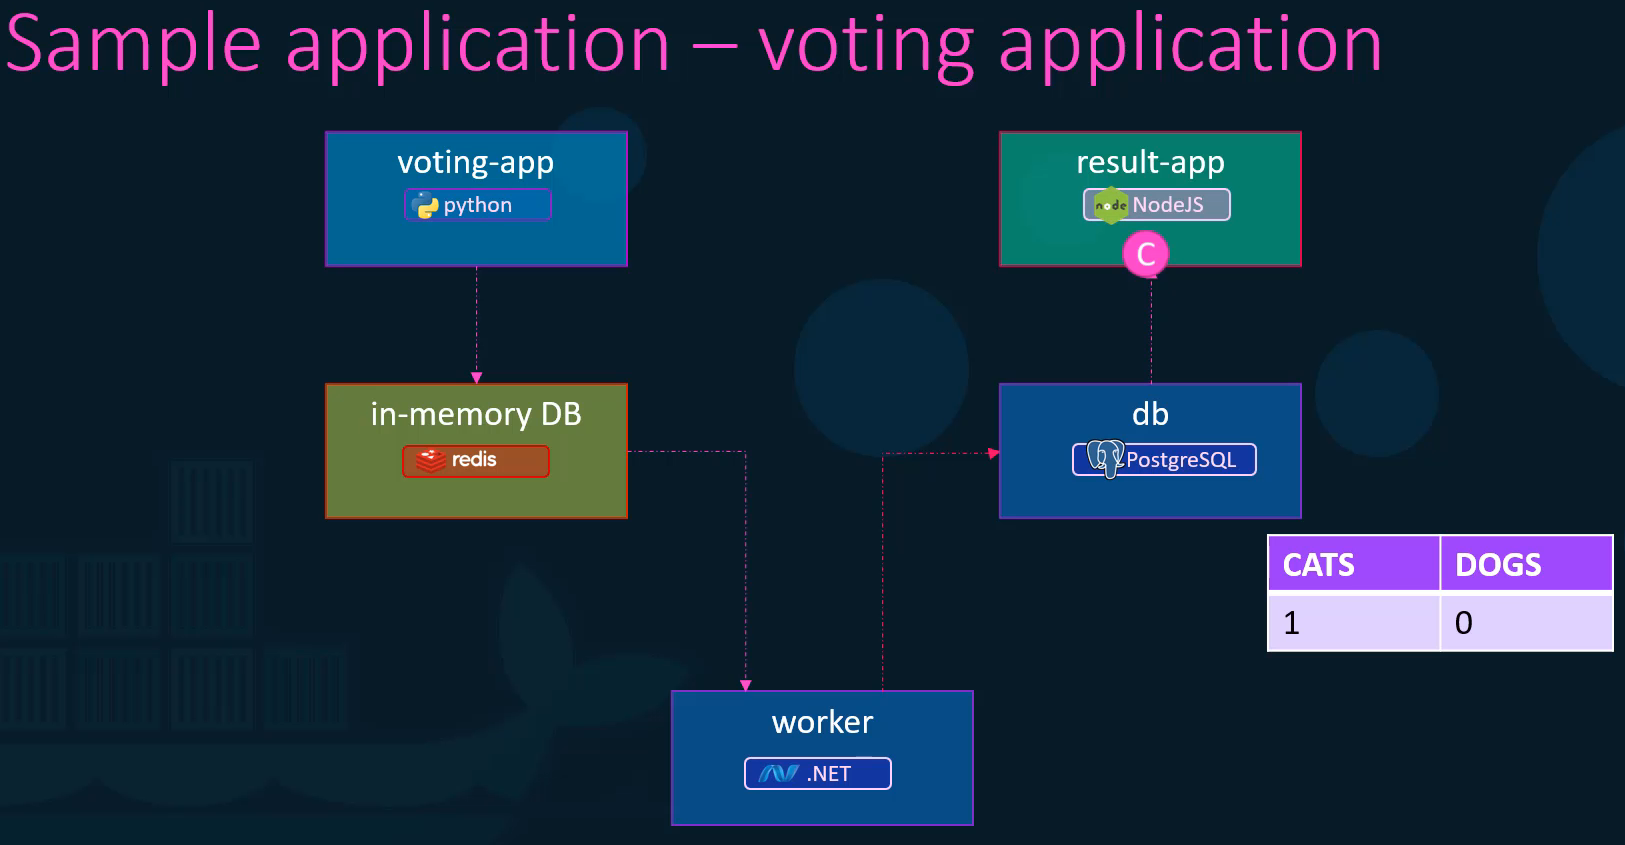 Sample application – voting application
voting-app
python
result-app
node NodeJS
C
in-memory DB
redis
db
PostgreSQL
CATS DOGS
1 0
worker
.NET